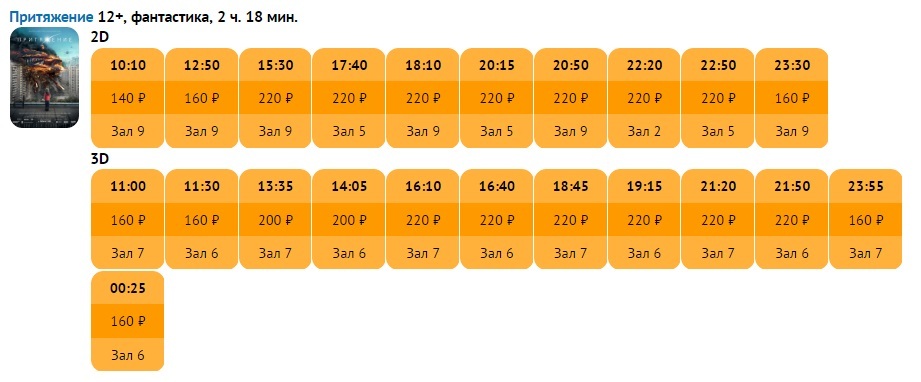 Притяжение 12+, фантастика, 2 ч. 18 мин.
ПРИТЯЖЕНИЕ
2D
10:10 12:50 15:30 17:40 18:10 20:15 20:50 22:20 22:50 23:30
140 ₽ 160 ₽ 220 ₽ 220 ₽ 220 ₽ 220 ₽ 220 ₽ 220 ₽ 220 ₽ 160 ₽
Зал 9 Зал 9 Зал 9 Зал 5 Зал 9 Зал 5 Зал 9 Зал 2 Зал 5 Зал 9
3D
11:00 11:30 13:35 14:05 16:10 16:40 18:45 19:15 21:20 21:50 23:55
160 ₽ 160 ₽ 200 ₽ 200 ₽ 220 ₽ 220 ₽ 220 ₽ 220 ₽ 220 ₽ 220 ₽ 160 ₽
Зал 7 Зал 6 Зал 7 Зал 6 Зал 7 Зал 6 Зал 7 Зал 6 Зал 7 Зал 6 Зал 7
00:25
160 ₽
Зал 6